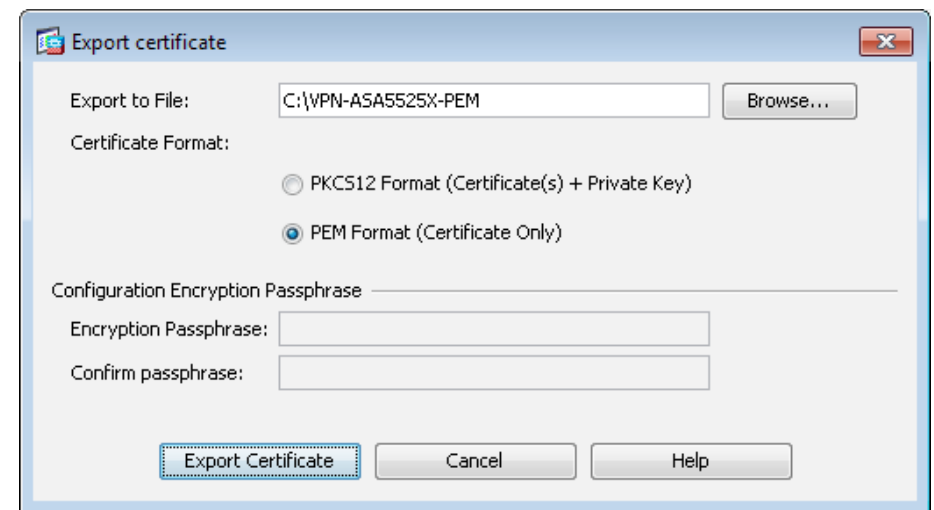 Export certificate
Export to File: C:\VPN-ASA5525X-PEM Browse...
Certificate Format:
PKCS12 Format (Certificate(s) + Private Key)
PEM Format (Certificate Only)
Configuration Encryption Passphrase
Encryption Passphrase:
Confirm passphrase:
Export Certificate Cancel Help